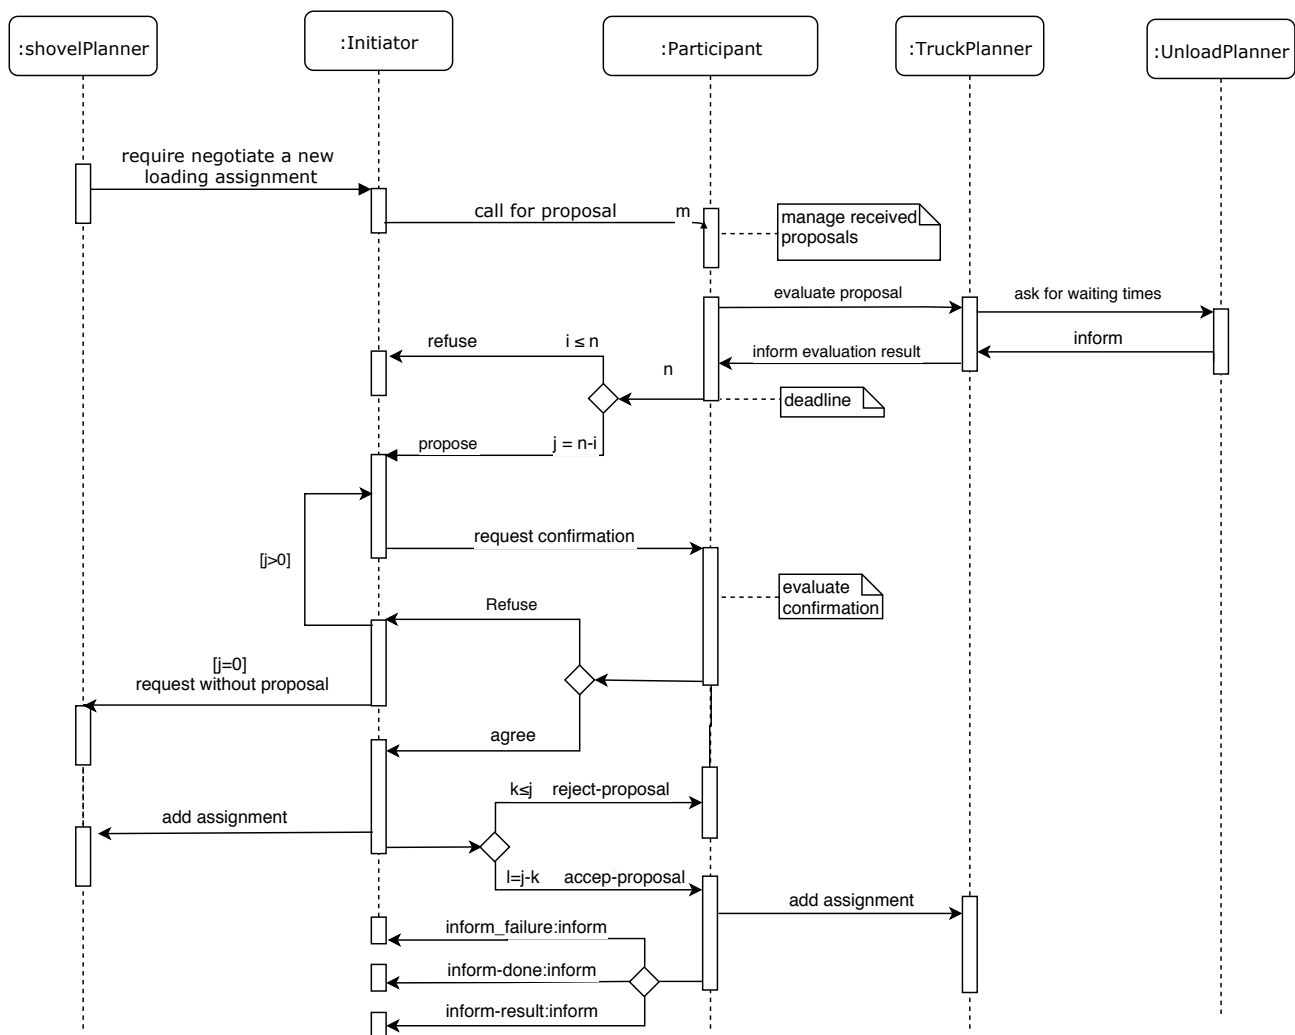 :shovelPlanner
:Initiator
:Participant
:TruckPlanner
:UnloadPlanner
require negotiate a new
loading assignment
call for proposal
m
manage received
proposals
evaluate proposal
ask for waiting times
refuse
i ≤ n
inform evaluation result
inform
n
deadline
propose
j = n-i
request confirmation
[j>0]
evaluate
confirmation
Refuse
[j=0]
request without proposal
agree
k≤j
reject-proposal
add assignment
l=j-k
accep-proposal
add assignment
inform_failure:inform
inform-done:inform
inform-result:inform